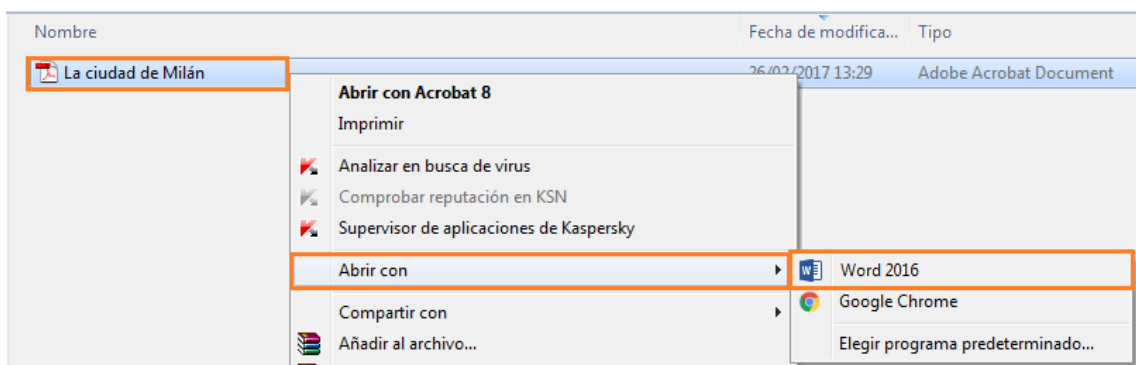 Nombre Fecha de modifica... Tipo
La ciudad de Milán 26/02/2017 13:29 Adobe Acrobat Document
Abrir con Acrobat 8
Imprimir
Analizar en busca de virus
Comprobar reputación en KSN
Supervisor de aplicaciones de Kaspersky
Abrir con Word 2016
Google Chrome
Compartir con
Añadir al archivo... Elegir programa predeterminado...